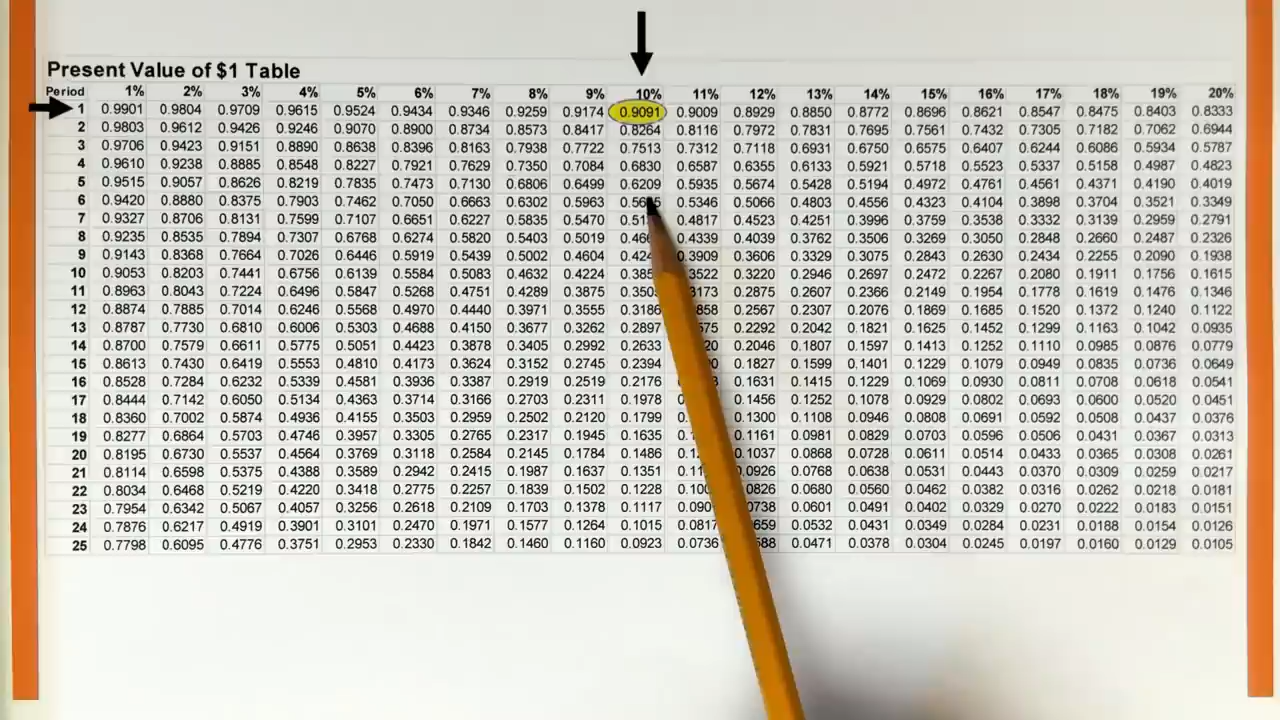 Present Value of $1 Table
Period 1% 2% 3% 4% 5% 6% 7% 8% 9% 10% 11% 12% 13% 14% 15% 16% 17% 18% 19% 20%
1 0.9901 0.9804 0.9709 0.9615 0.9524 0.9434 0.9346 0.9259 0.9174 0.9091 0.9009 0.8929 0.8850 0.8772 0.8696 0.8621 0.8547 0.8475 0.8403 0.8333
2 0.9803 0.9612 0.9426 0.9246 0.9070 0.8900 0.8734 0.8573 0.8417 0.8264 0.8116 0.7972 0.7831 0.7695 0.7561 0.7432 0.7305 0.7182 0.7062 0.6944
3 0.9706 0.9423 0.9151 0.8890 0.8638 0.8396 0.8163 0.7938 0.7722 0.7513 0.7312 0.7118 0.6931 0.6750 0.6575 0.6407 0.6244 0.6086 0.5934 0.5787
4 0.9610 0.9238 0.8885 0.8548 0.8227 0.7921 0.7629 0.7350 0.7084 0.6830 0.6587 0.6355 0.6133 0.5921 0.5718 0.5523 0.5337 0.5158 0.4987 0.4823
5 0.9515 0.9057 0.8626 0.8219 0.7835 0.7473 0.7130 0.6806 0.6499 0.6209 0.5935 0.5674 0.5428 0.5194 0.4972 0.4761 0.4561 0.4371 0.4190 0.4019
6 0.9420 0.8880 0.8375 0.7903 0.7462 0.7050 0.6663 0.6302 0.5963 0.5346 0.5066 0.4803 0.4556 0.4323 0.4104 0.3898 0.3704 0.3521 0.3349
7 0.9327 0.8706 0.8131 0.7599 0.7107 0.6651 0.6227 0.5835 0.5470 0.4817 0.4523 0.4251 0.3996 0.3759 0.3538 0.3332 0.3139 0.2959 0.2791
8 0.9235 0.8535 0.7894 0.7307 0.6768 0.6274 0.5820 0.5403 0.5019 0.4339 0.4039 0.3762 0.3506 0.3269 0.3050 0.2848 0.2660 0.2487 0.2326
9 0.9143 0.8368 0.7664 0.7026 0.6446 0.5919 0.5439 0.5002 0.4604 0.3909 0.3606 0.3329 0.3075 0.2843 0.2630 0.2434 0.2255 0.2090 0.1938
10 0.9053 0.8203 0.7441 0.6756 0.6139 0.5584 0.5083 0.4632 0.4224 0.3220 0.2946 0.2697 0.2472 0.2267 0.2080 0.1911 0.1756 0.1615
11 0.8963 0.8043 0.7224 0.6496 0.5847 0.5268 0.4751 0.4289 0.3875 0.2875 0.2607 0.2366 0.2149 0.1954 0.1778 0.1619 0.1476 0.1346
12 0.8874 0.7885 0.7014 0.6246 0.5568 0.4970 0.4440 0.3971 0.3555 0.3186 0.2567 0.2307 0.2076 0.1869 0.1685 0.1520 0.1372 0.1240 0.1122
13 0.8787 0.7730 0.6810 0.6006 0.5303 0.4688 0.4150 0.3677 0.3262 0.2897 0.2292 0.2042 0.1821 0.1625 0.1452 0.1299 0.1163 0.1042 0.0935
14 0.8700 0.7579 0.6611 0.5775 0.5051 0.4423 0.3878 0.3405 0.2992 0.2633 0.2046 0.1807 0.1597 0.1413 0.1252 0.1110 0.0985 0.0876 0.0779
15 0.8613 0.7430 0.6419 0.5553 0.4810 0.4173 0.3624 0.3152 0.2745 0.2394 0.1827 0.1599 0.1401 0.1229 0.1079 0.0949 0.0835 0.0736 0.0649
16 0.8528 0.7284 0.6232 0.5339 0.4581 0.3936 0.3387 0.2919 0.2519 0.2176 0.1631 0.1415 0.1229 0.1069 0.0930 0.0811 0.0708 0.0618 0.0541
17 0.8444 0.7142 0.6050 0.5134 0.4363 0.3714 0.3166 0.2703 0.2311 0.1978 0.1456 0.1252 0.1078 0.0929 0.0802 0.0693 0.0600 0.0520 0.0451
18 0.8360 0.7002 0.5874 0.4936 0.4155 0.3503 0.2959 0.2502 0.2120 0.1799 0.1300 0.1108 0.0946 0.0808 0.0691 0.0592 0.0508 0.0437 0.0376
19 0.8277 0.6864 0.5703 0.4746 0.3957 0.3305 0.2765 0.2317 0.1945 0.1635 0.1161 0.0981 0.0829 0.0703 0.0596 0.0506 0.0431 0.0367 0.0313
20 0.8195 0.6730 0.5537 0.4564 0.3769 0.3118 0.2584 0.2145 0.1784 0.1486 0.1037 0.0868 0.0728 0.0611 0.0514 0.0433 0.0365 0.0308 0.0261
21 0.8114 0.6598 0.5375 0.4388 0.3589 0.2942 0.2415 0.1987 0.1637 0.1351 0.0926 0.0768 0.0638 0.0531 0.0443 0.0370 0.0309 0.0259 0.0217
22 0.8034 0.6468 0.5219 0.4220 0.3418 0.2775 0.2257 0.1839 0.1502 0.1228 0.0680 0.0560 0.0462 0.0382 0.0316 0.0262 0.0218 0.0181
23 0.7954 0.6342 0.5067 0.4057 0.3256 0.2618 0.2109 0.1703 0.1378 0.1117 0.0601 0.0491 0.0402 0.0329 0.0270 0.0222 0.0183 0.0151
24 0.7876 0.6217 0.4919 0.3901 0.3101 0.2470 0.1971 0.1577 0.1264 0.1015 0.0817 0.0532 0.0431 0.0349 0.0284 0.0231 0.0188 0.0154 0.0126
25 0.7798 0.6095 0.4776 0.3751 0.2953 0.2330 0.1842 0.1460 0.1160 0.0923 0.0736 0.0471 0.0378 0.0304 0.0245 0.0197 0.0160 0.0129 0.0105